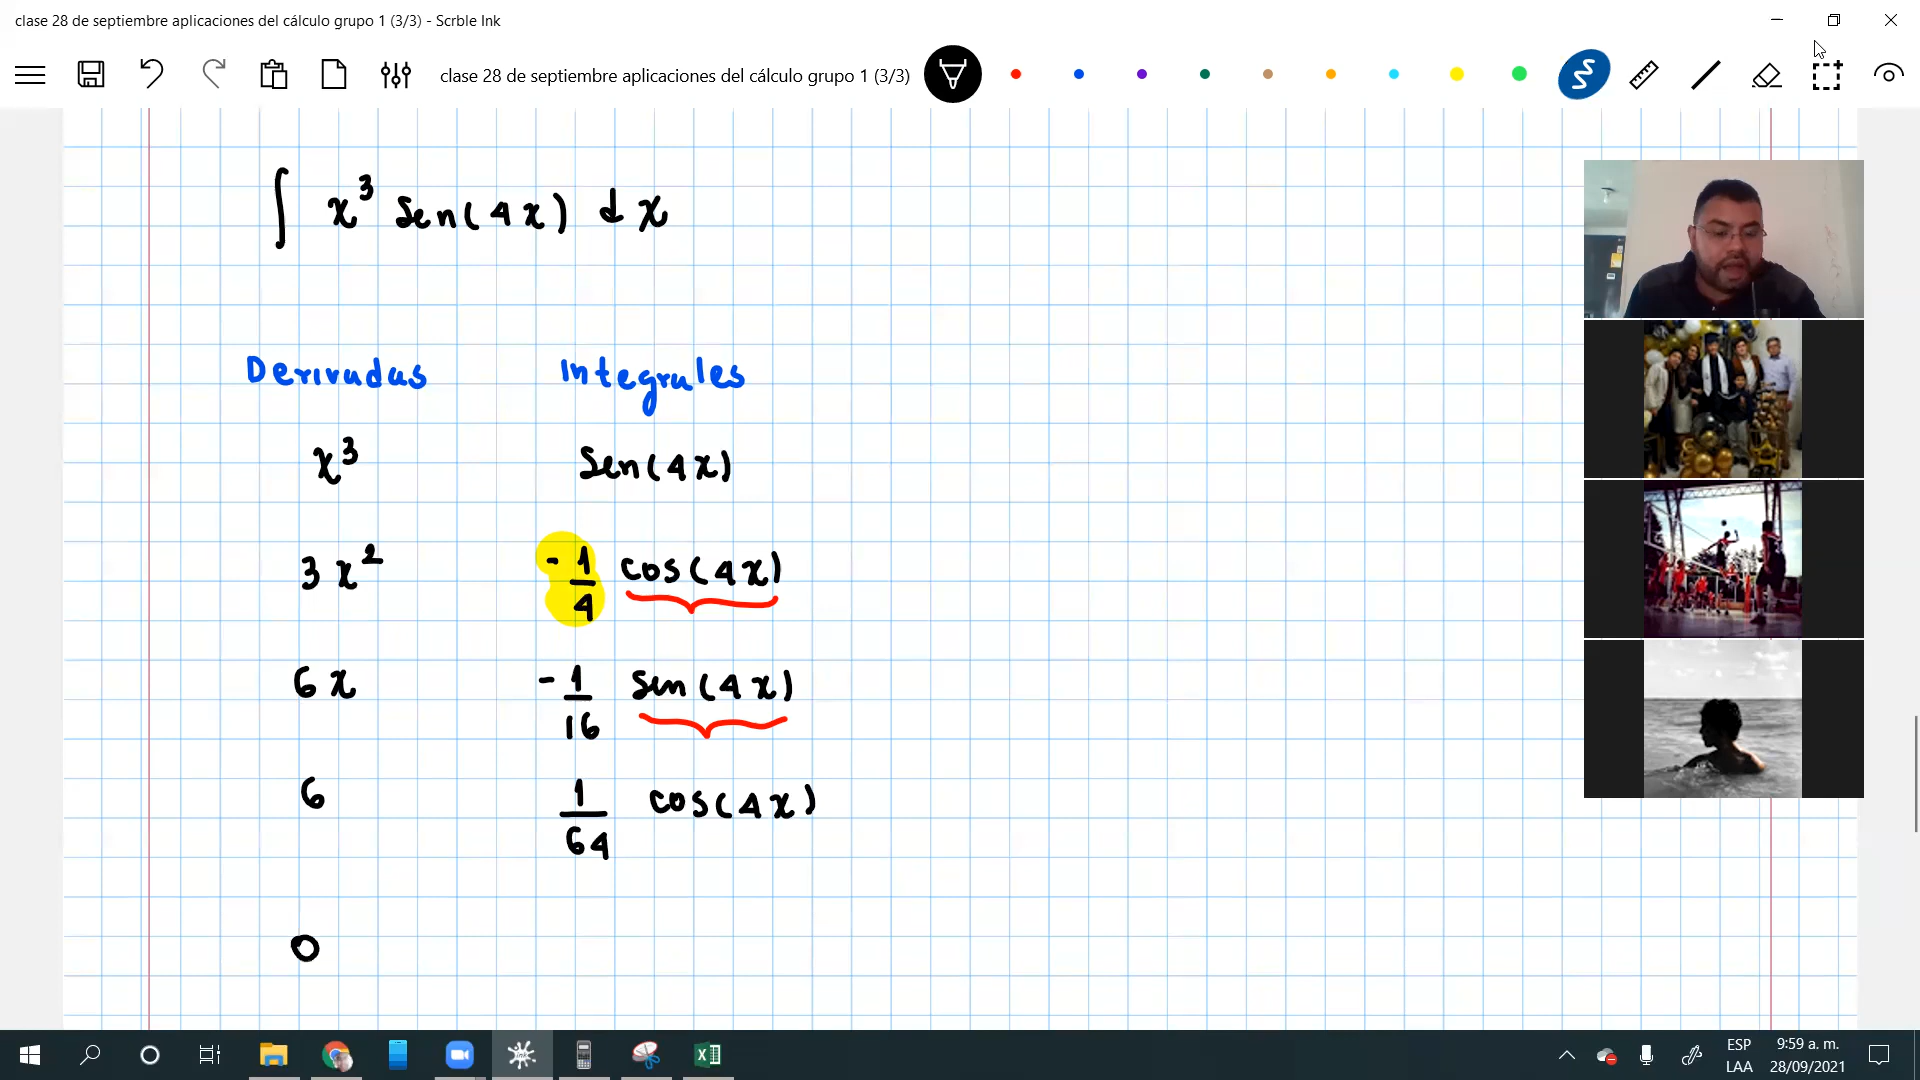 clase 28 de septiembre aplicaciones del cálculo grupo 1 (3/3) - Scrble Ink
clase 28 de septiembre aplicaciones del cálculo grupo 1 (3/3)
∫ x³ Sen(4x) dx
Derivadas Integrales
x³ Sen(4x)
3x² -1/4 cos(4x)
6x -1/16 Sen(4x)
6 1/64 cos(4x)
0
ESP 9:59 a. m.
LAA 28/09/2021